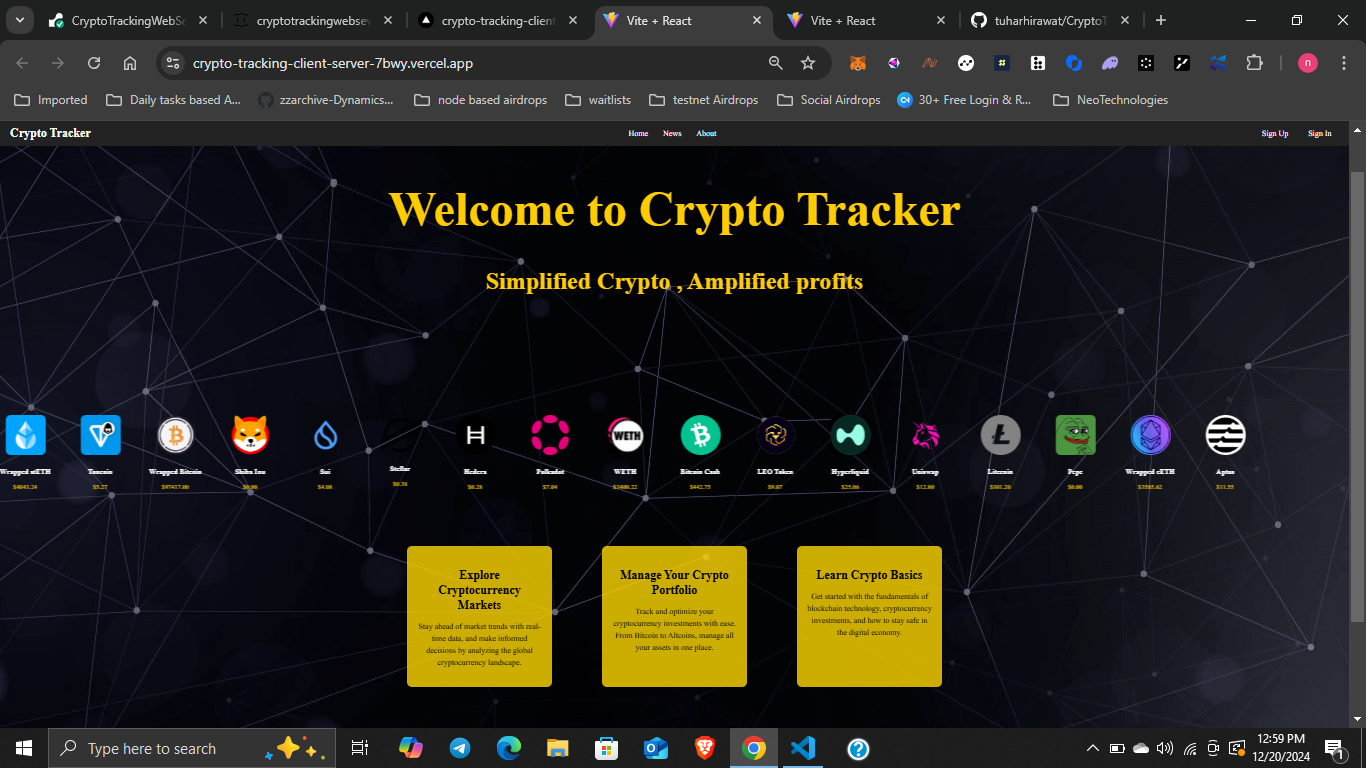 CryptoTrackingWebSe
cryptotrackingwebsev
crypto-tracking-client
Vite + React
Vite + React
tuharhirawat/CryptoT
crypto-tracking-client-server-7bwy.vercel.app
n
Imported
Daily tasks based A...
zzarchive-Dynamics...
node based airdrops
waitlists
testnet Airdrops
Social Airdrops
30+ Free Login & R...
NeoTechnologies
Crypto Tracker
Home
News
About
Sign Up
Sign In
Welcome to Crypto Tracker
Simplified Crypto , Amplified profits
WETH
Wrapped stETH
Toncoin
Wrapped Bitcoin
Shiba Inu
Sui
Stellar
Hedera
Polkadot
WETH
Bitcoin Cash
LEO Token
Hyperliquid
Uniswap
Litecoin
Pepe
Wrapped eETH
Aptos
$4043.24
$5.27
$97417.00
$0.00
$4.08
$0.36
$0.28
$7.04
$3400.22
$442.75
$9.07
$25.06
$101.20
$0.00
$3585.62
Explore
Cryptocurrency
Markets
Stay ahead of market trends with real-
time data, and make informed
decisions by analyzing the global
cryptocurrency landscape.
Manage Your Crypto
Portfolio
Track and optimize your
cryptocurrency investments with ease.
From Bitcoin to Altcoins, manage all
your assets in one place.
Learn Crypto Basics
Get started with the fundamentals of
blockchain technology, cryptocurrency
investments, and how to stay safe in
the digital economy.
Type here to search
12:59 PM
12/20/2024
1